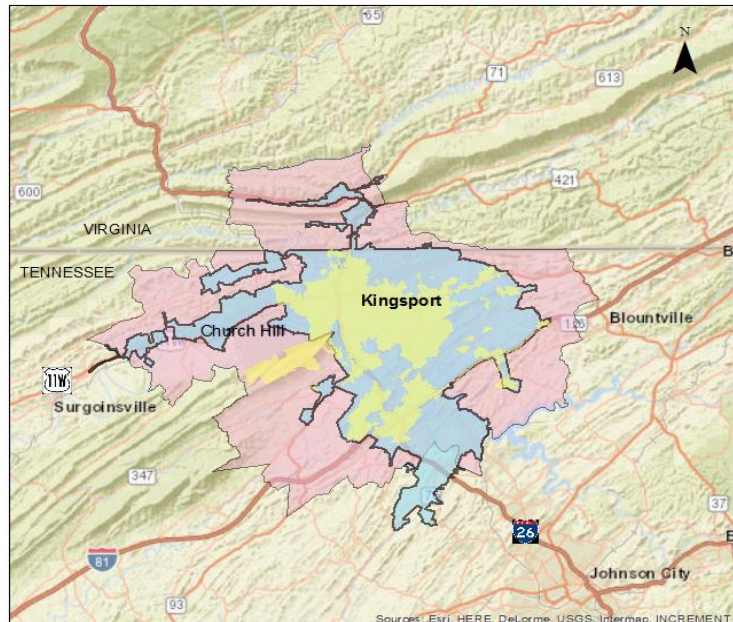 65
N
71
613
600
421
VIRGINIA
TENNESSEE
Kingsport
Church Hill
126
Blountville
11W
Surgoinsville
347
26
37
81
Johnson City
93
Sources: Esri, HERE, DeLorme, USGS, Intermap, INCREMENT